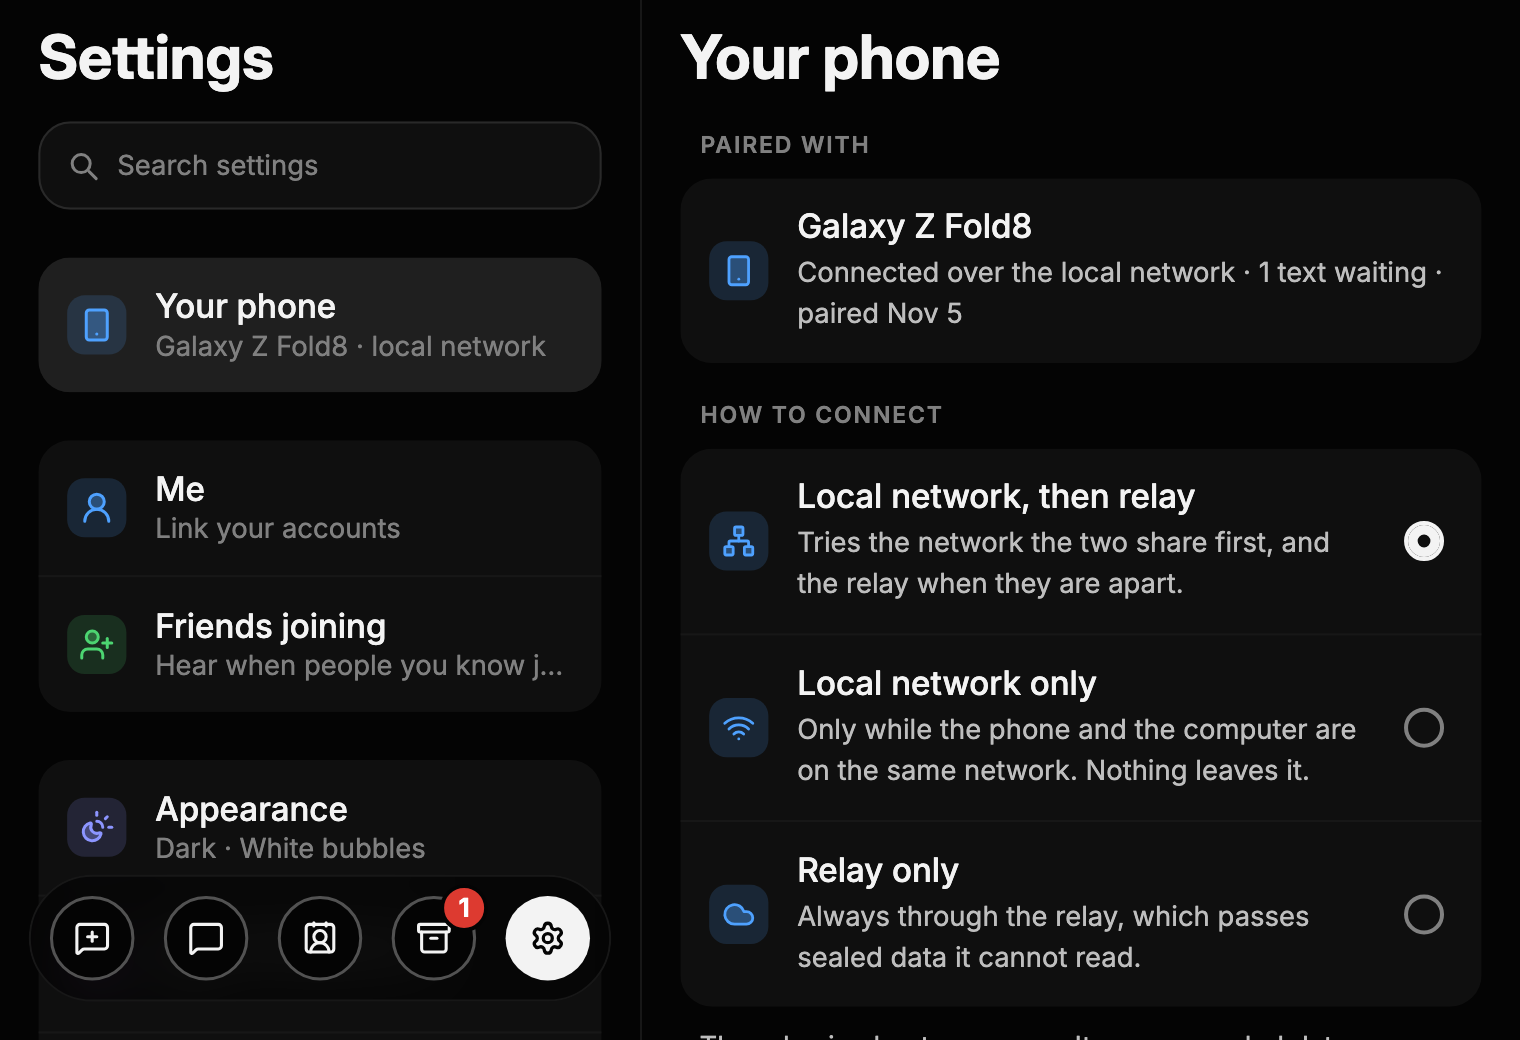 Settings
Search settings
Your phone
Galaxy Z Fold8 · local network
Me
Link your accounts
Friends joining
Hear when people you know j...
Appearance
Dark · White bubbles
1
Your phone
PAIRED WITH
Galaxy Z Fold8
Connected over the local network · 1 text waiting ·
paired Nov 5
HOW TO CONNECT
Local network, then relay
Tries the network the two share first, and
the relay when they are apart.
Local network only
Only while the phone and the computer are
on the same network. Nothing leaves it.
Relay only
Always through the relay, which passes
sealed data it cannot read.